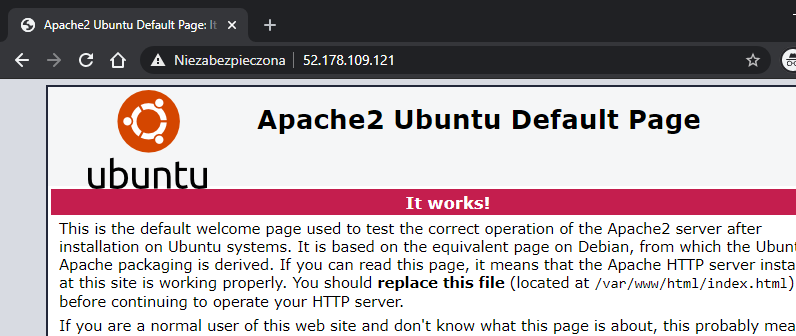 Apache2 Ubuntu Default Page: It
Niezabezpieczona 52.178.109.121
ubuntu
Apache2 Ubuntu Default Page
It works!
This is the default welcome page used to test the correct operation of the Apache2 server after
installation on Ubuntu systems. It is based on the equivalent page on Debian, from which the Ubun
Apache packaging is derived. If you can read this page, it means that the Apache HTTP server insta
at this site is working properly. You should replace this file (located at /var/www/html/index.html)
before continuing to operate your HTTP server.
If you are a normal user of this web site and don't know what this page is about, this probably mea